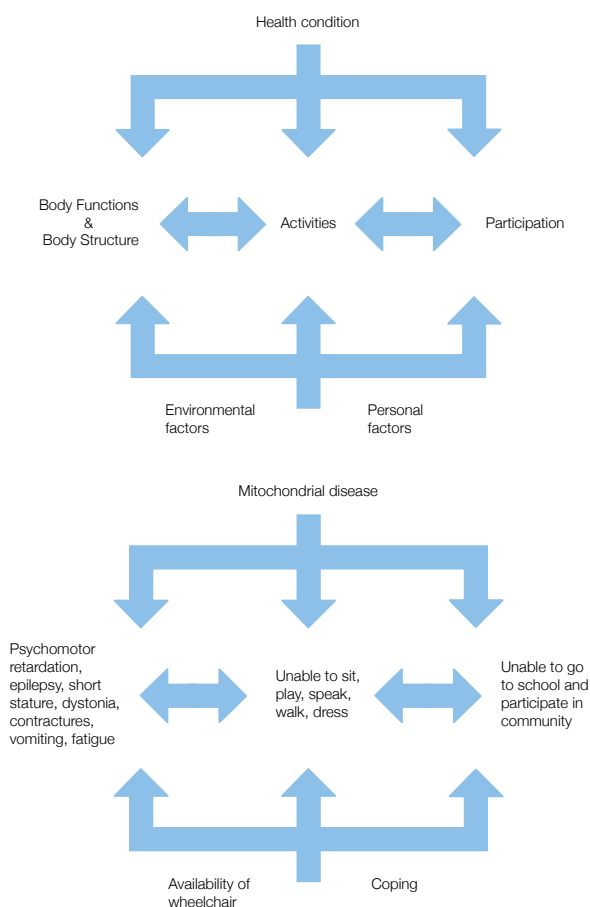 Health condition
Body Functions
&
Body Structure
Activities
Participation
Environmental
factors
Personal
factors
Mitochondrial disease
Psychomotor
retardation,
epilepsy, short
stature, dystonia,
contractures,
vomiting, fatigue
Unable to sit,
play, speak,
walk, dress
Unable to go
to school and
participate in
community
Availability of
wheelchair
Coping